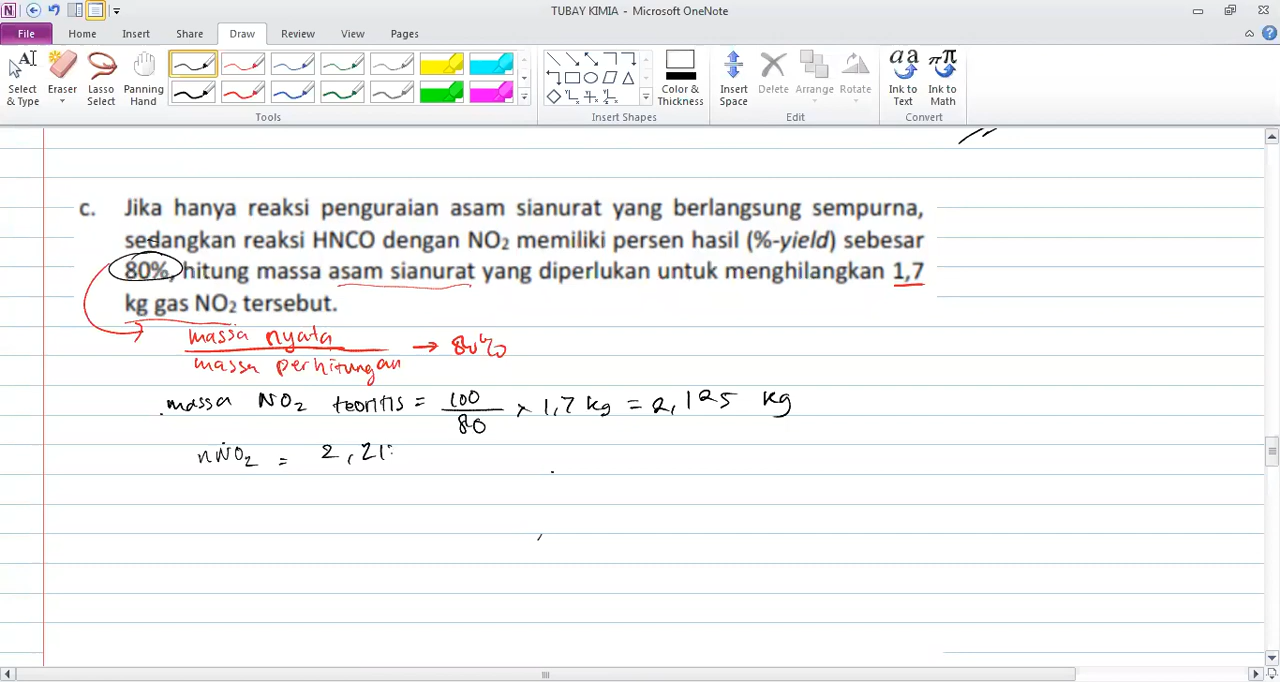 TUBAY KIMIA - Microsoft OneNote
File Home Insert Share Draw Review View Pages
Select & Type
Eraser
Lasso Select
Panning Hand
Color & Thickness
Insert Space
Delete
Arrange
Rotate
Ink to Text
Ink to Math
Tools
Insert Shapes
Edit
Convert
c. Jika hanya reaksi penguraian asam sianurat yang berlangsung sempurna,
sedangkan reaksi HNCO dengan NO₂ memiliki persen hasil (%-yield) sebesar
80%, hitung massa asam sianurat yang diperlukan untuk menghilangkan 1,7
kg gas NO₂ tersebut.
massa nyata
massa perhitungan
→ 80%
massa NO₂ teoritis = 100/80 × 1,7 kg = 2,125 kg
nNO₂ = 2,21